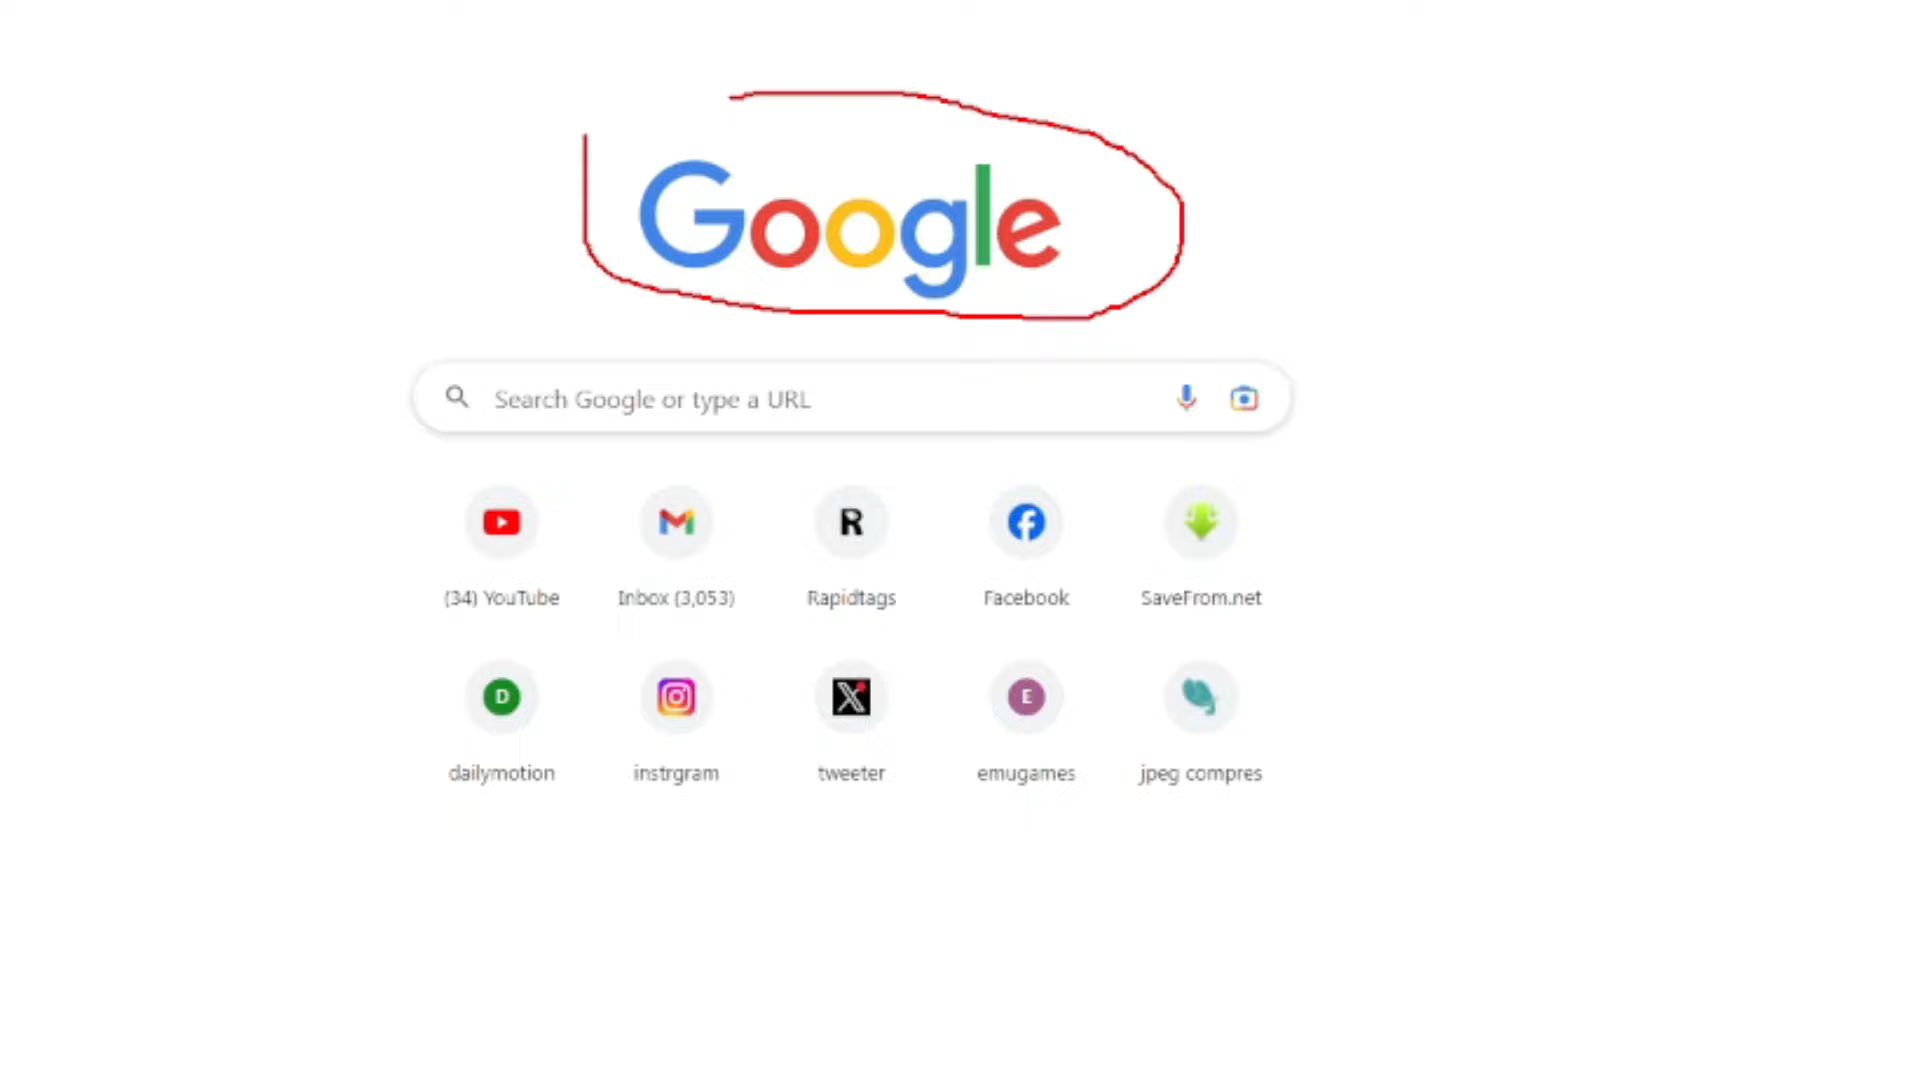 Google
Search Google or type a URL
(34) YouTube Inbox (3,053) Rapidtags Facebook SaveFrom.net
dailymotion instrgram tweeter emugames jpeg compres